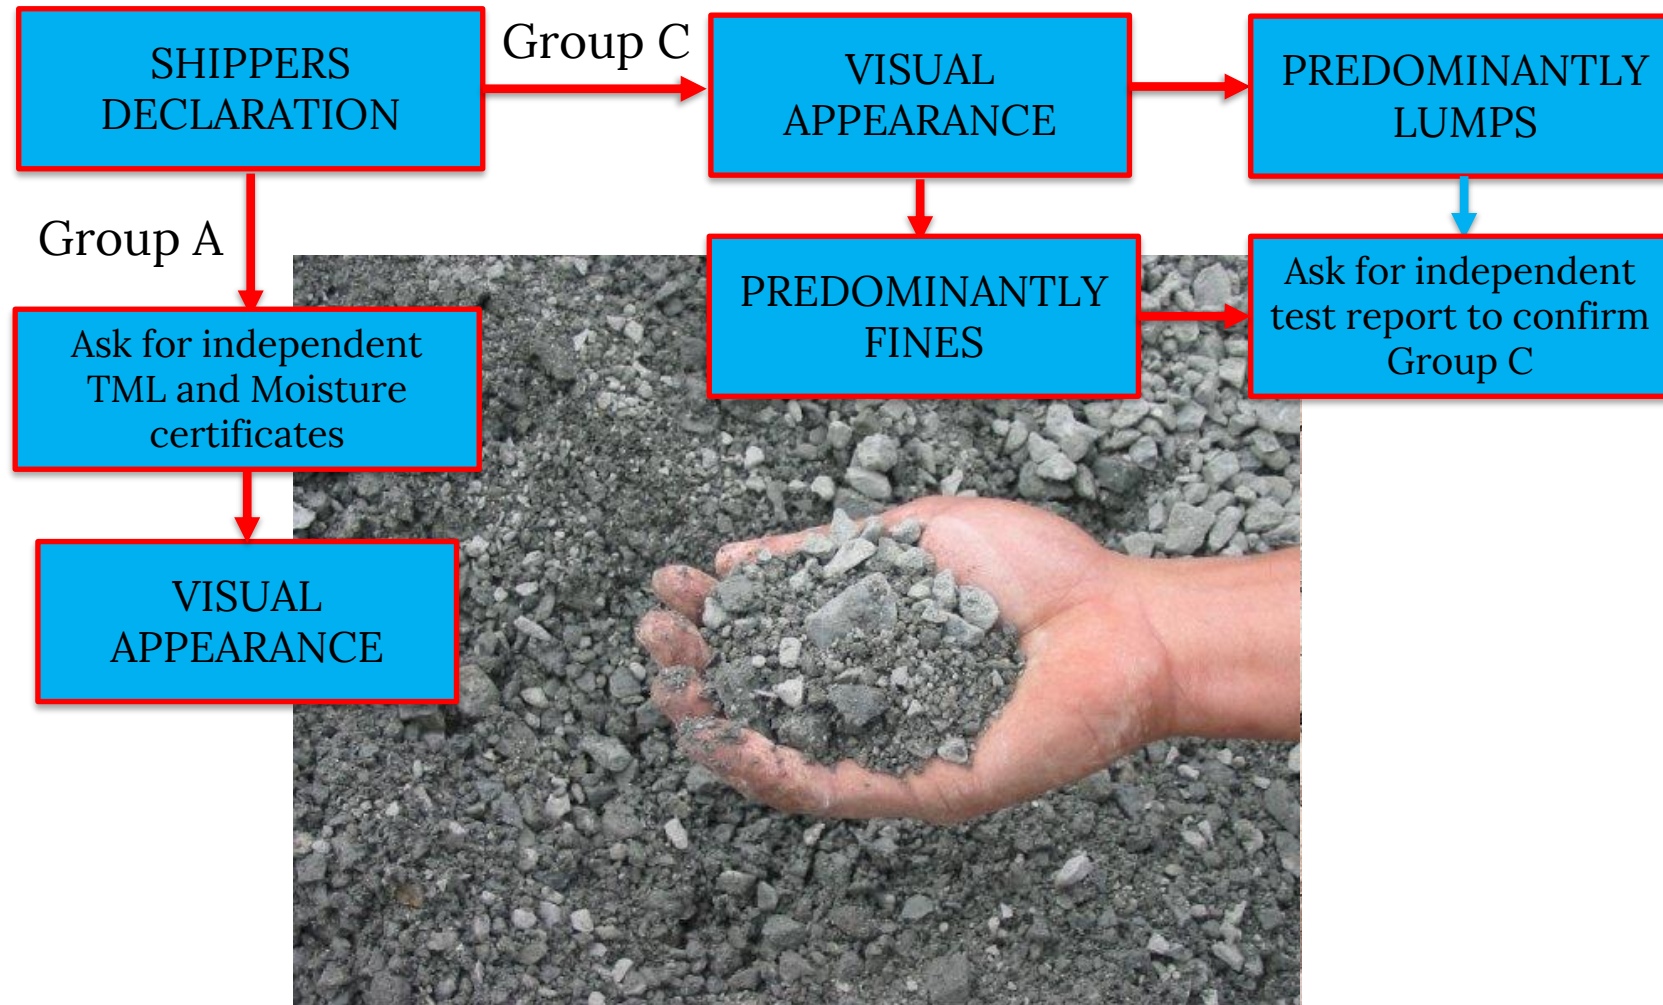 SHIPPERS
DECLARATION
Group C
VISUAL
APPEARANCE
PREDOMINANTLY
LUMPS
Group A
PREDOMINANTLY
FINES
Ask for independent
test report to confirm
Group C
Ask for independent
TML and Moisture
certificates
VISUAL
APPEARANCE